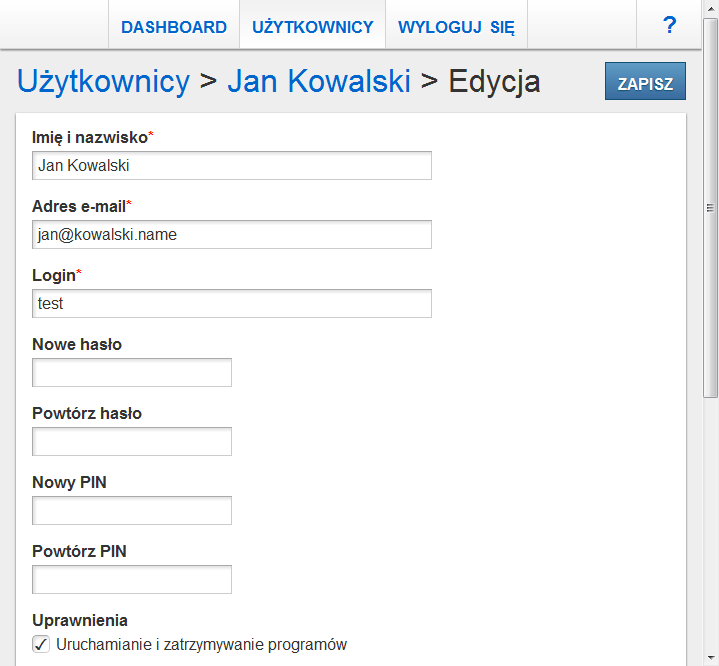 DASHBOARD UŻYTKOWNICY WYLOGUJ SIĘ ?
Użytkownicy > Jan Kowalski > Edycja ZAPISZ
Imię i nazwisko*
Jan Kowalski
Adres e-mail*
jan@kowalski.name
Login*
test
Nowe hasło
Powtórz hasło
Nowy PIN
Powtórz PIN
Uprawnienia
Uruchamianie i zatrzymywanie programów